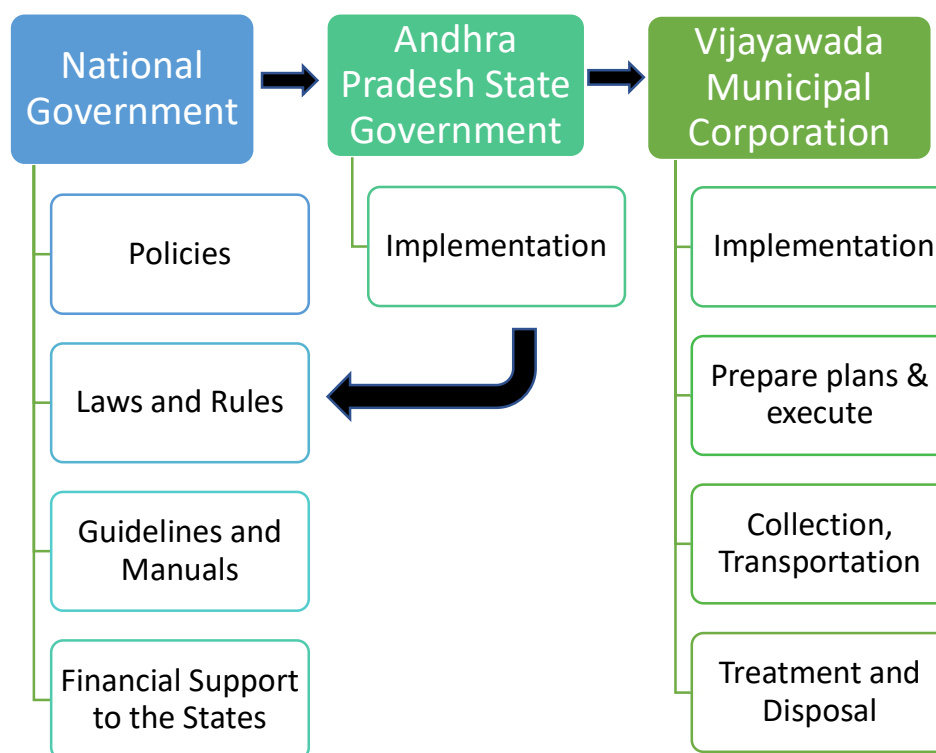 National
Government
Andhra
Pradesh State
Government
Vijayawada
Municipal
Corporation
Policies
Laws and Rules
Guidelines and
Manuals
Financial Support
to the States
Implementation
Implementation
Prepare plans &
execute
Collection,
Transportation
Treatment and
Disposal